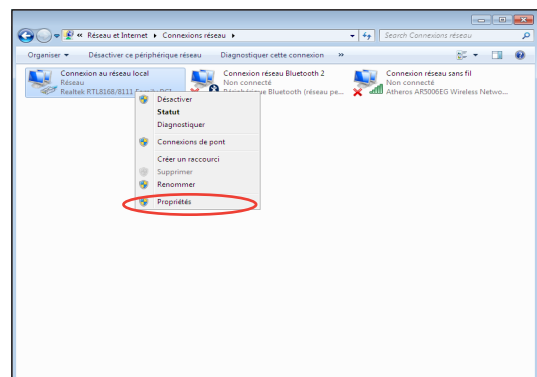 « Réseau et Internet ▸ Connexions réseau ▸
Search Connexions réseau
Organiser ▾ Désactiver ce périphérique réseau Diagnostiquer cette connexion »
Connexion au réseau local
Réseau
Realtek RTL8168/8111 Family PCI
Connexion réseau Bluetooth 2
Non connecté
Périphérique Bluetooth (réseau pe...
Connexion réseau sans fil
Non connecté
Atheros AR5006EG Wireless Netwo...
Désactiver
Statut
Diagnostiquer
Connexions de pont
Créer un raccourci
Supprimer
Renommer
Propriétés